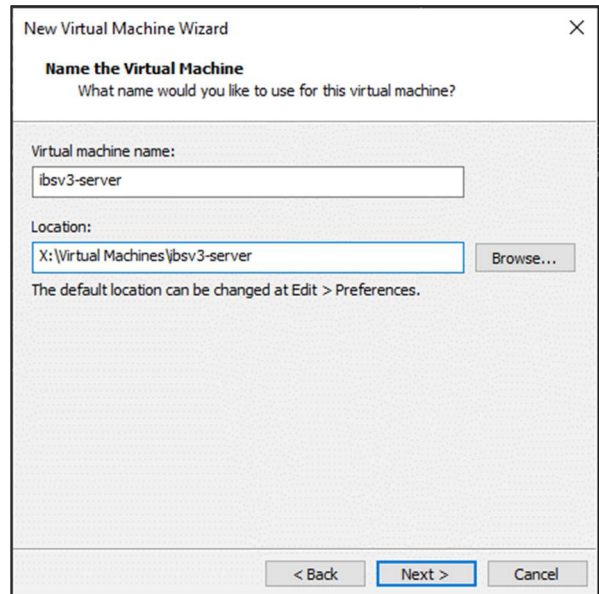 New Virtual Machine Wizard
Name the Virtual Machine
What name would you like to use for this virtual machine?
Virtual machine name:
ibsv3-server
Location:
X:\Virtual Machines\ibsv3-server
Browse...
The default location can be changed at Edit > Preferences.
< Back Next > Cancel